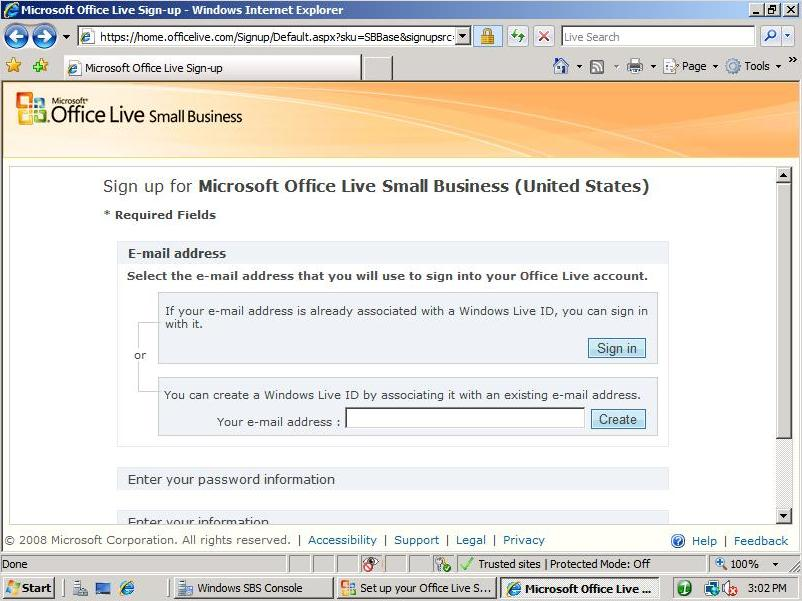 Microsoft Office Live Sign-up - Windows Internet Explorer
https://home.officelive.com/Signup/Default.aspx?sku=SBBase&signupsrc=
Live Search
Microsoft Office Live Sign-up
Page
Tools
»
Microsoft®
Office Live Small Business
Sign up for Microsoft Office Live Small Business (United States)
* Required Fields
E-mail address
Select the e-mail address that you will use to sign into your Office Live account.
If your e-mail address is already associated with a Windows Live ID, you can sign in
with it.
Sign in
or
You can create a Windows Live ID by associating it with an existing e-mail address.
Your e-mail address :
Create
Enter your password information
Enter your information
© 2008 Microsoft Corporation. All rights reserved. | Accessibility | Support | Legal | Privacy
Help | Feedback
Done
Trusted sites | Protected Mode: Off
100%
Start
Windows SBS Console
Set up your Office Live S...
Microsoft Office Live ...
3:02 PM